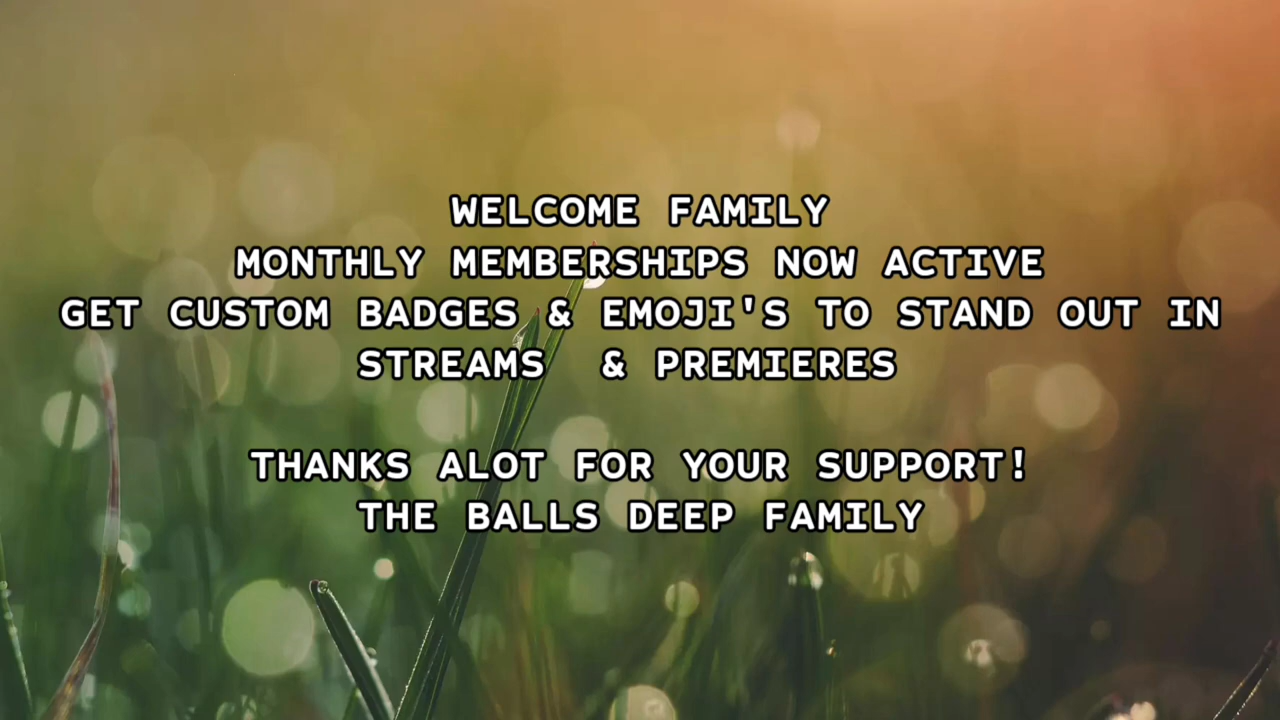 WELCOME FAMILY
MONTHLY MEMBERSHIPS NOW ACTIVE
GET CUSTOM BADGES & EMOJI'S TO STAND OUT IN
STREAMS & PREMIERES
THANKS ALOT FOR YOUR SUPPORT!
THE BALLS DEEP FAMILY